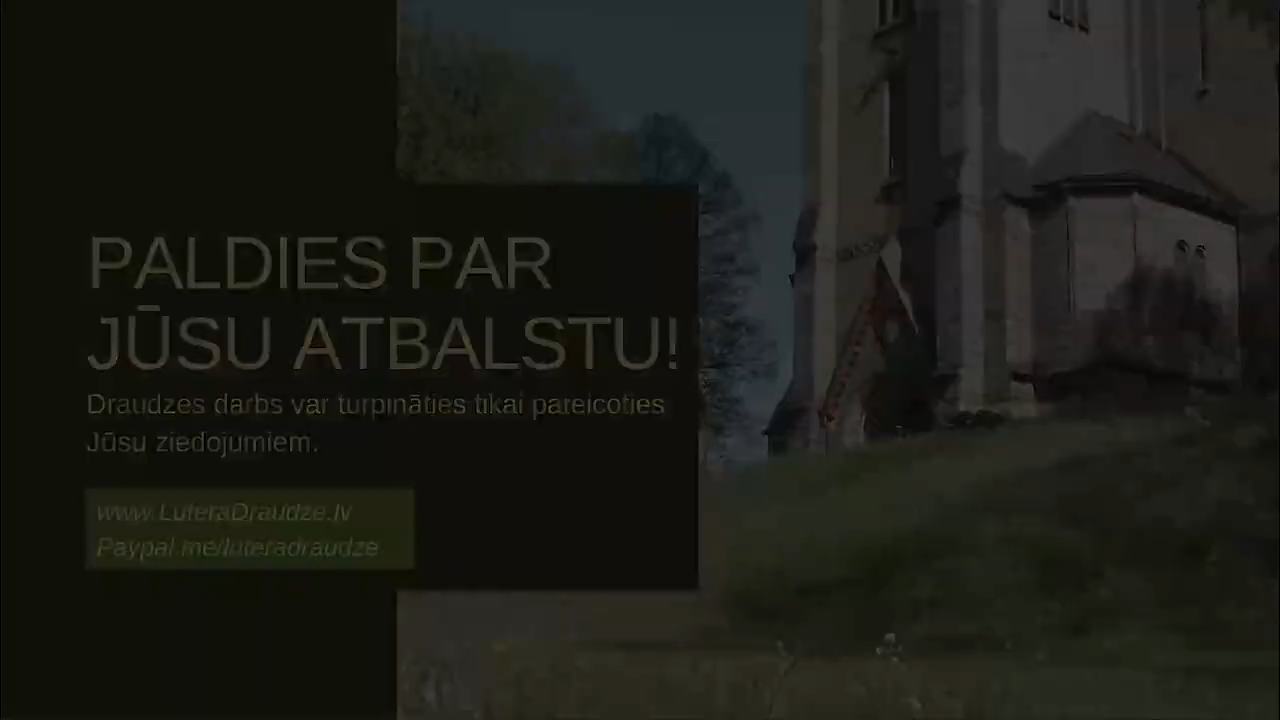 PALDIES PAR
JŪSU ATBALSTU!
Draudzes darbs var turpināties tikai pateicoties
Jūsu ziedojumiem.
www.LuteraDraudze.lv
Paypal.me/luteradraudze